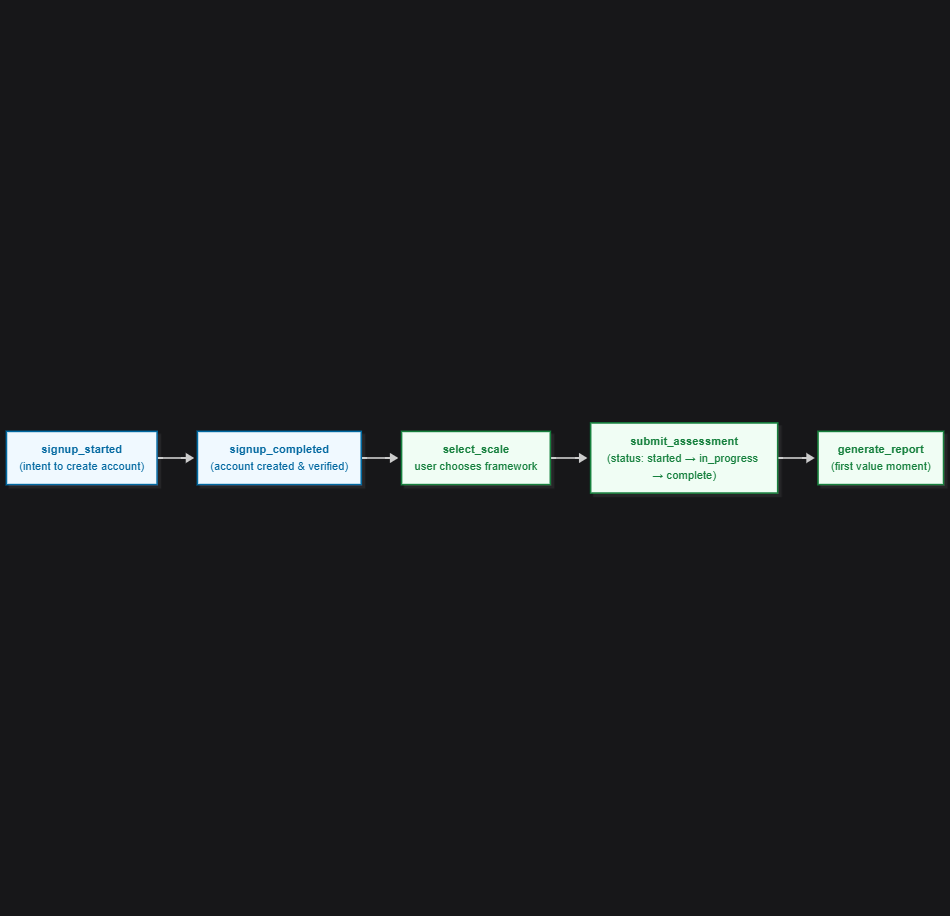 signup_started
(intent to create account)
signup_completed
(account created & verified)
select_scale
user chooses framework
submit_assessment
(status: started → in_progress
→ complete)
generate_report
(first value moment)